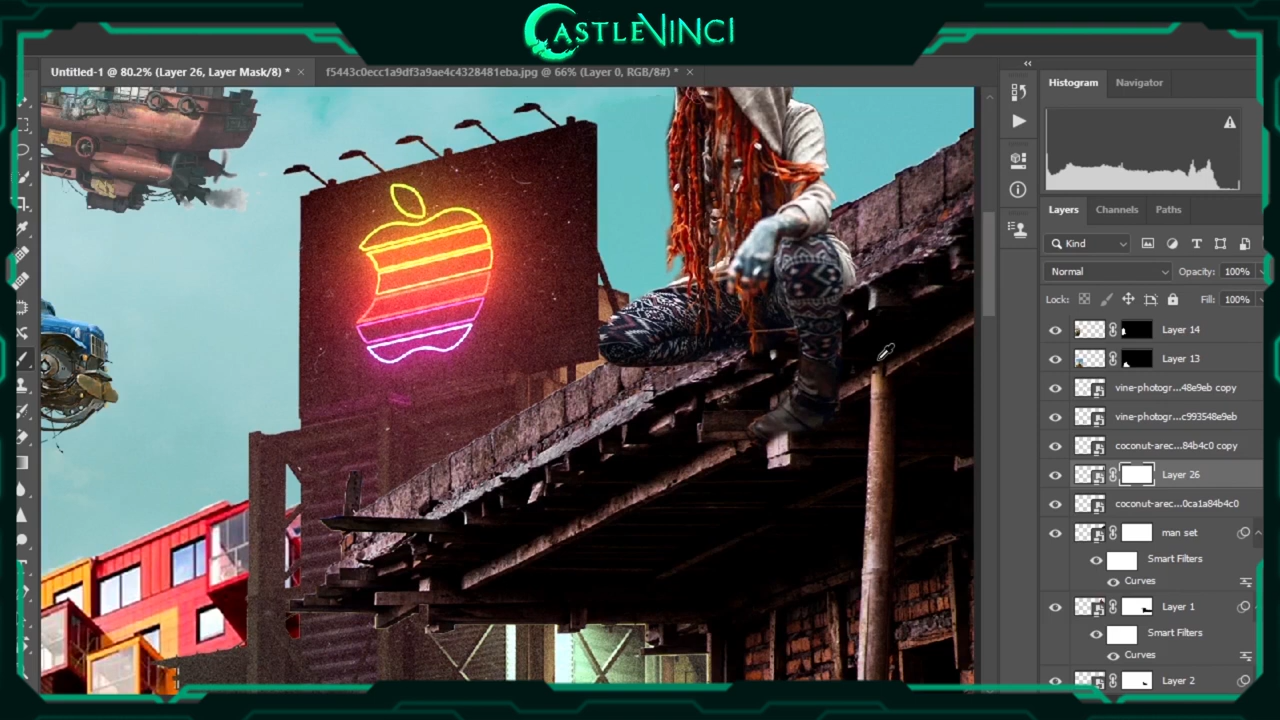 CASTLEVINCI
Untitled-1 @ 80.2% (Layer 26, Layer Mask/8) * ×
f5443c0ecc1a9df3a9ae4c4328481eba.jpg @ 66% (Layer 0, RGB/8#) * ×
Histogram
Navigator
Layers
Channels
Paths
Kind
Normal
Opacity: 100%
Lock:
Fill: 100%
Layer 14
Layer 13
vine-photogr...48e9eb copy
vine-photogr...c993548e9eb
coconut-arec...84b4c0 copy
Layer 26
coconut-arec...0ca1a84b4c0
man set
Smart Filters
Curves
Layer 1
Smart Filters
Curves
Layer 2